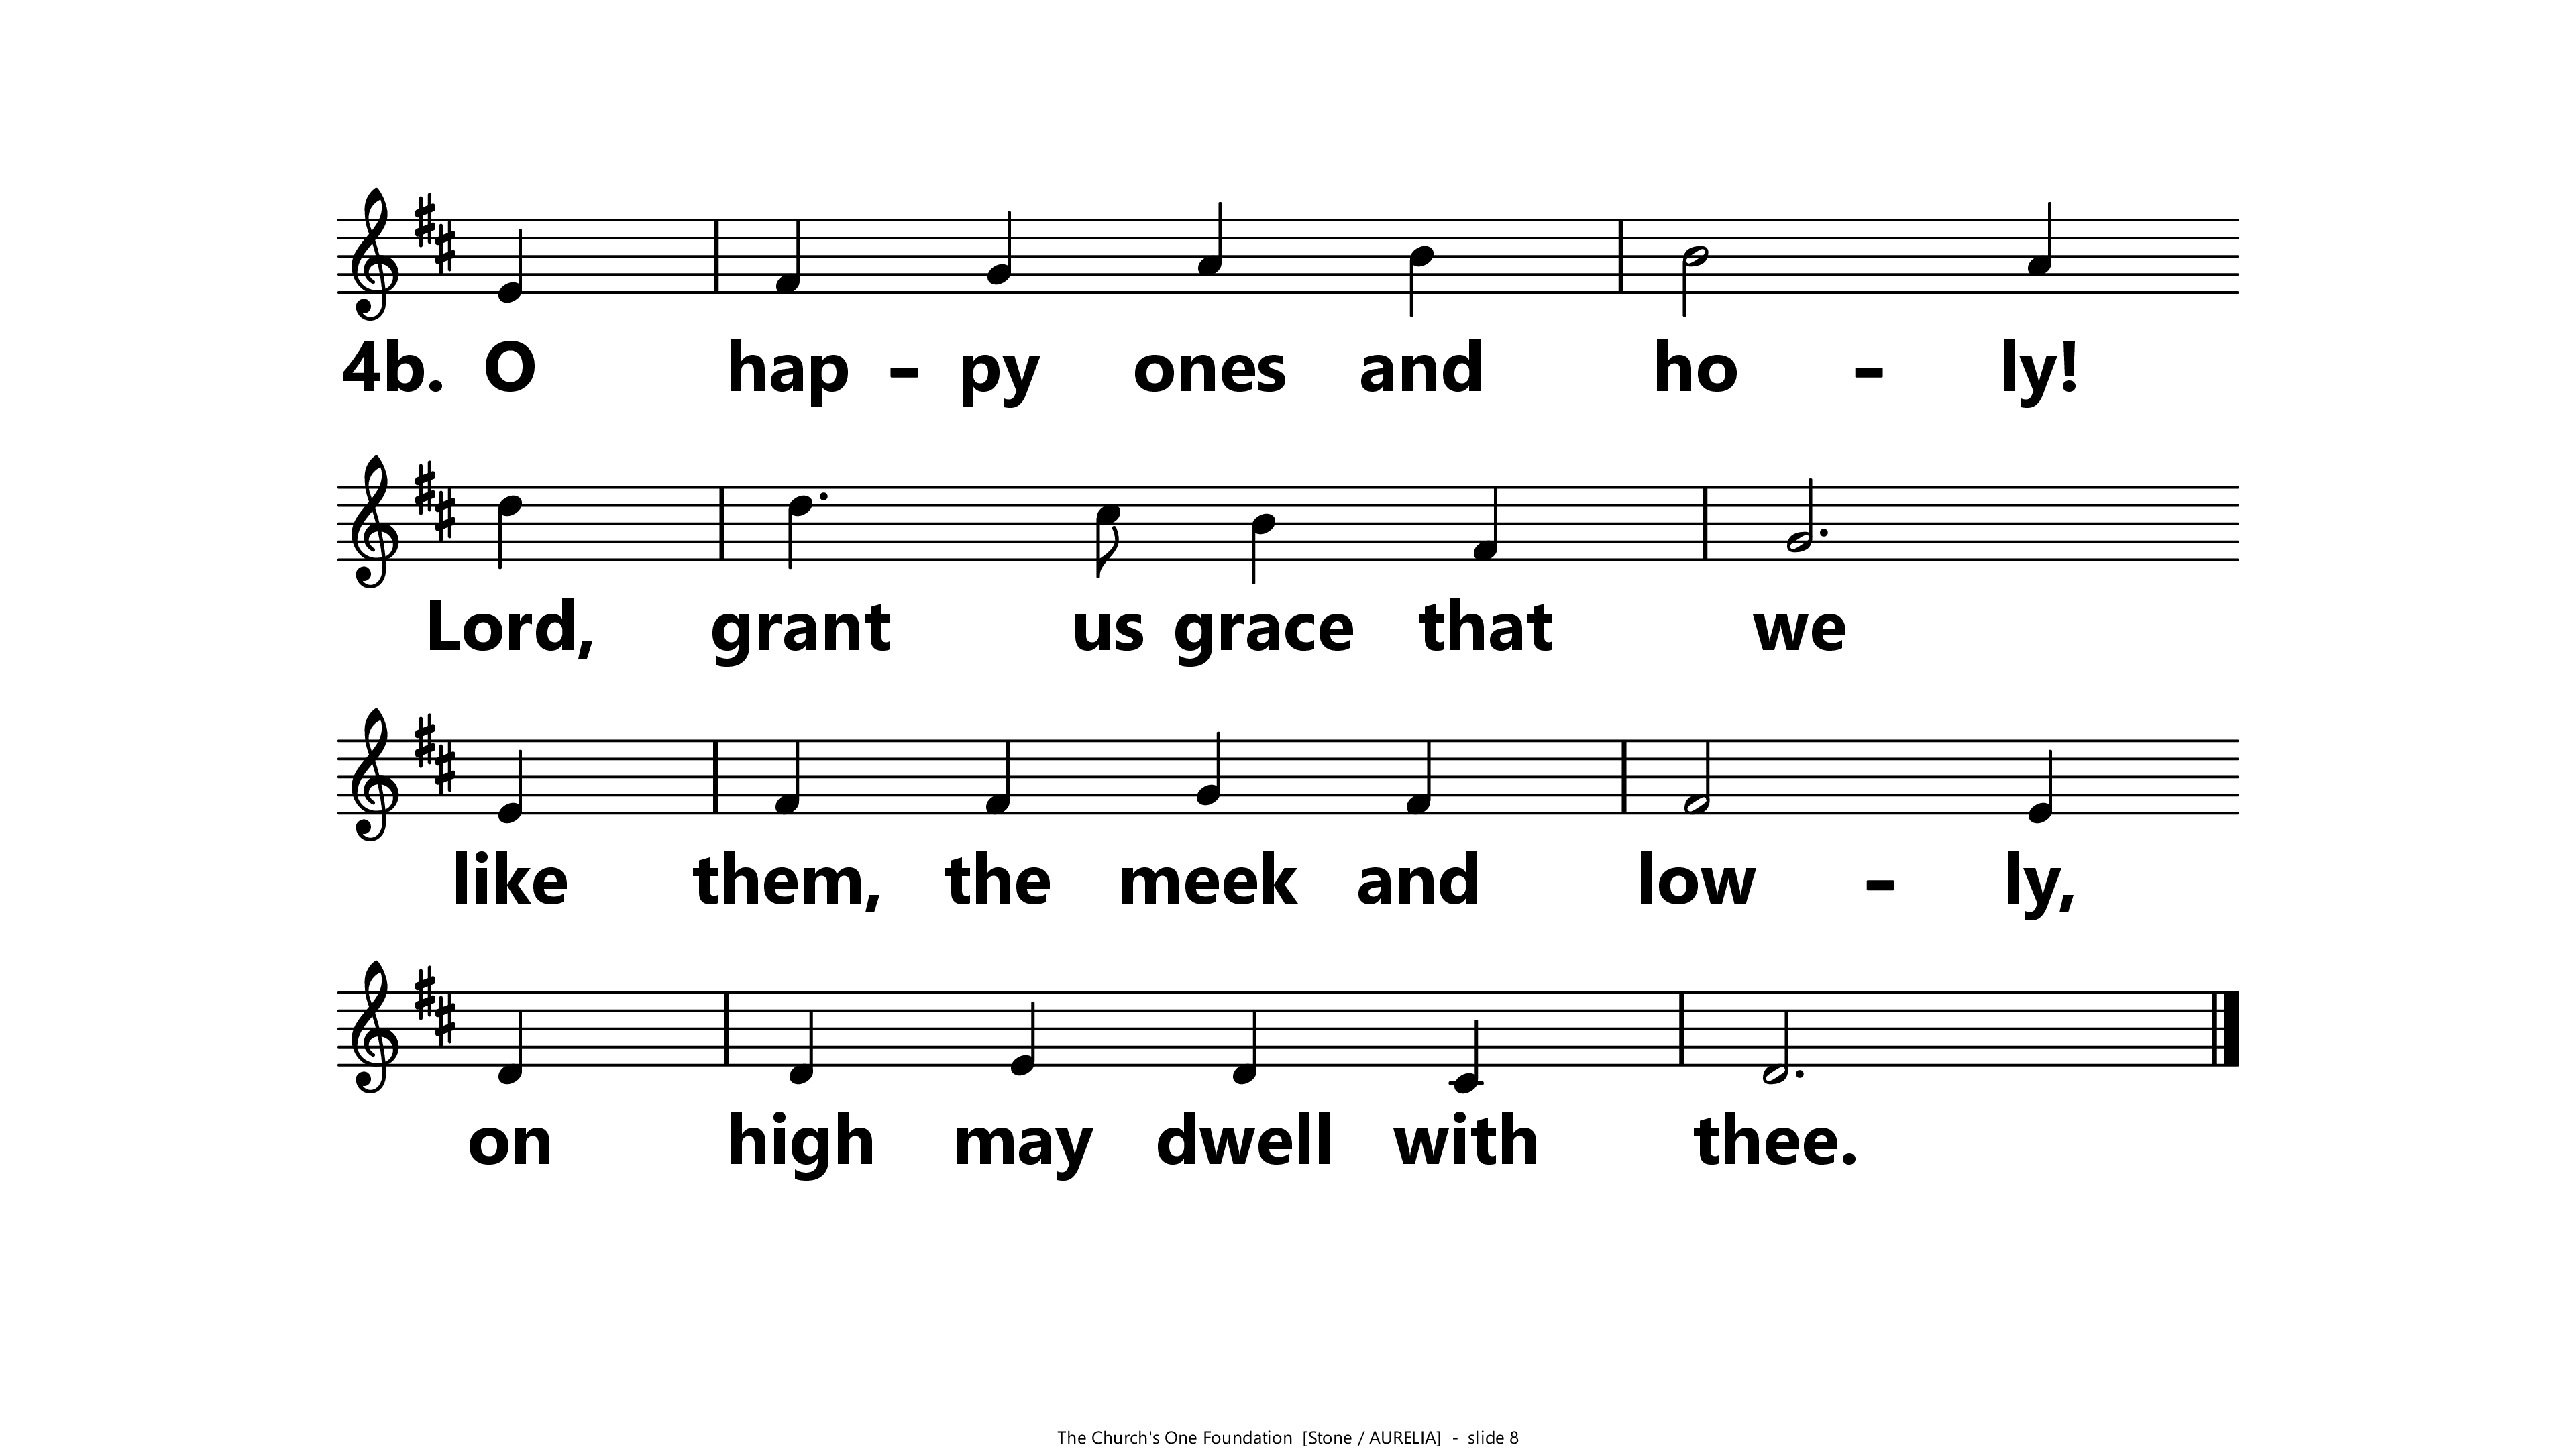 4b. O hap - py ones and ho - ly!
Lord, grant us grace that we
like them, the meek and low - ly,
on high may dwell with thee.
The Church's One Foundation [Stone / AURELIA] - slide 8